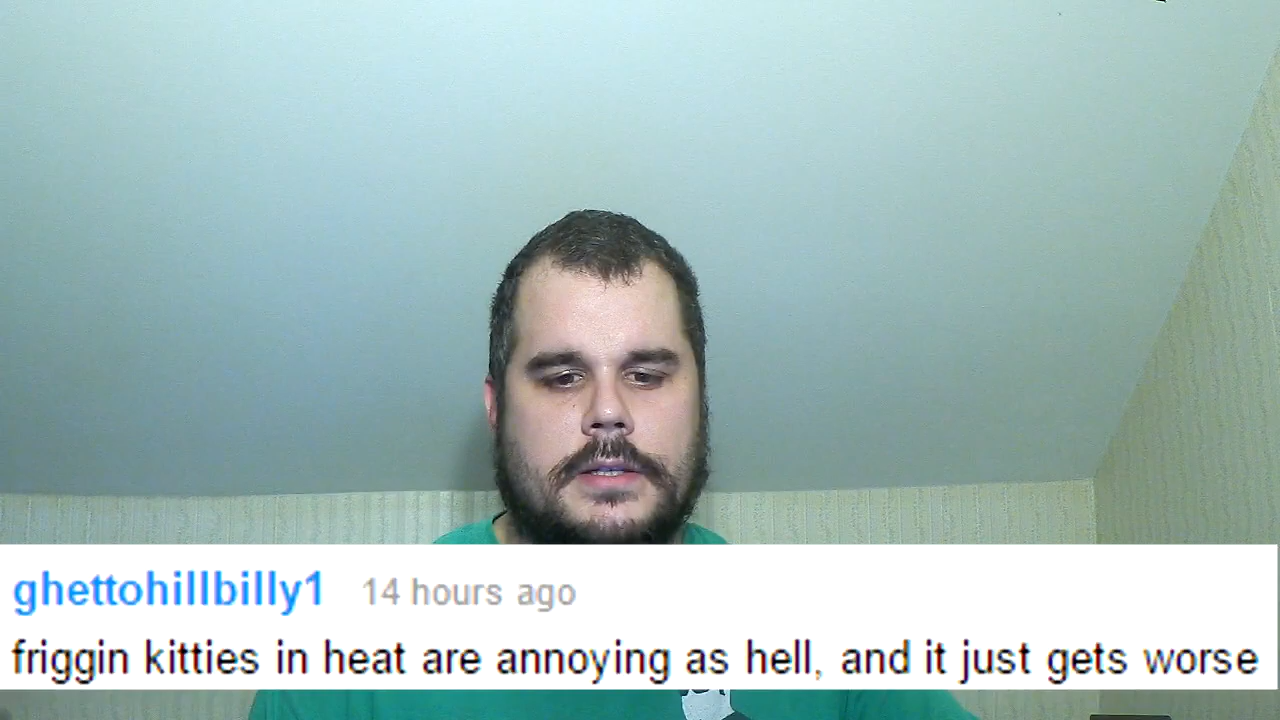 ghettohillbilly1 14 hours ago
friggin kitties in heat are annoying as hell, and it just gets worse